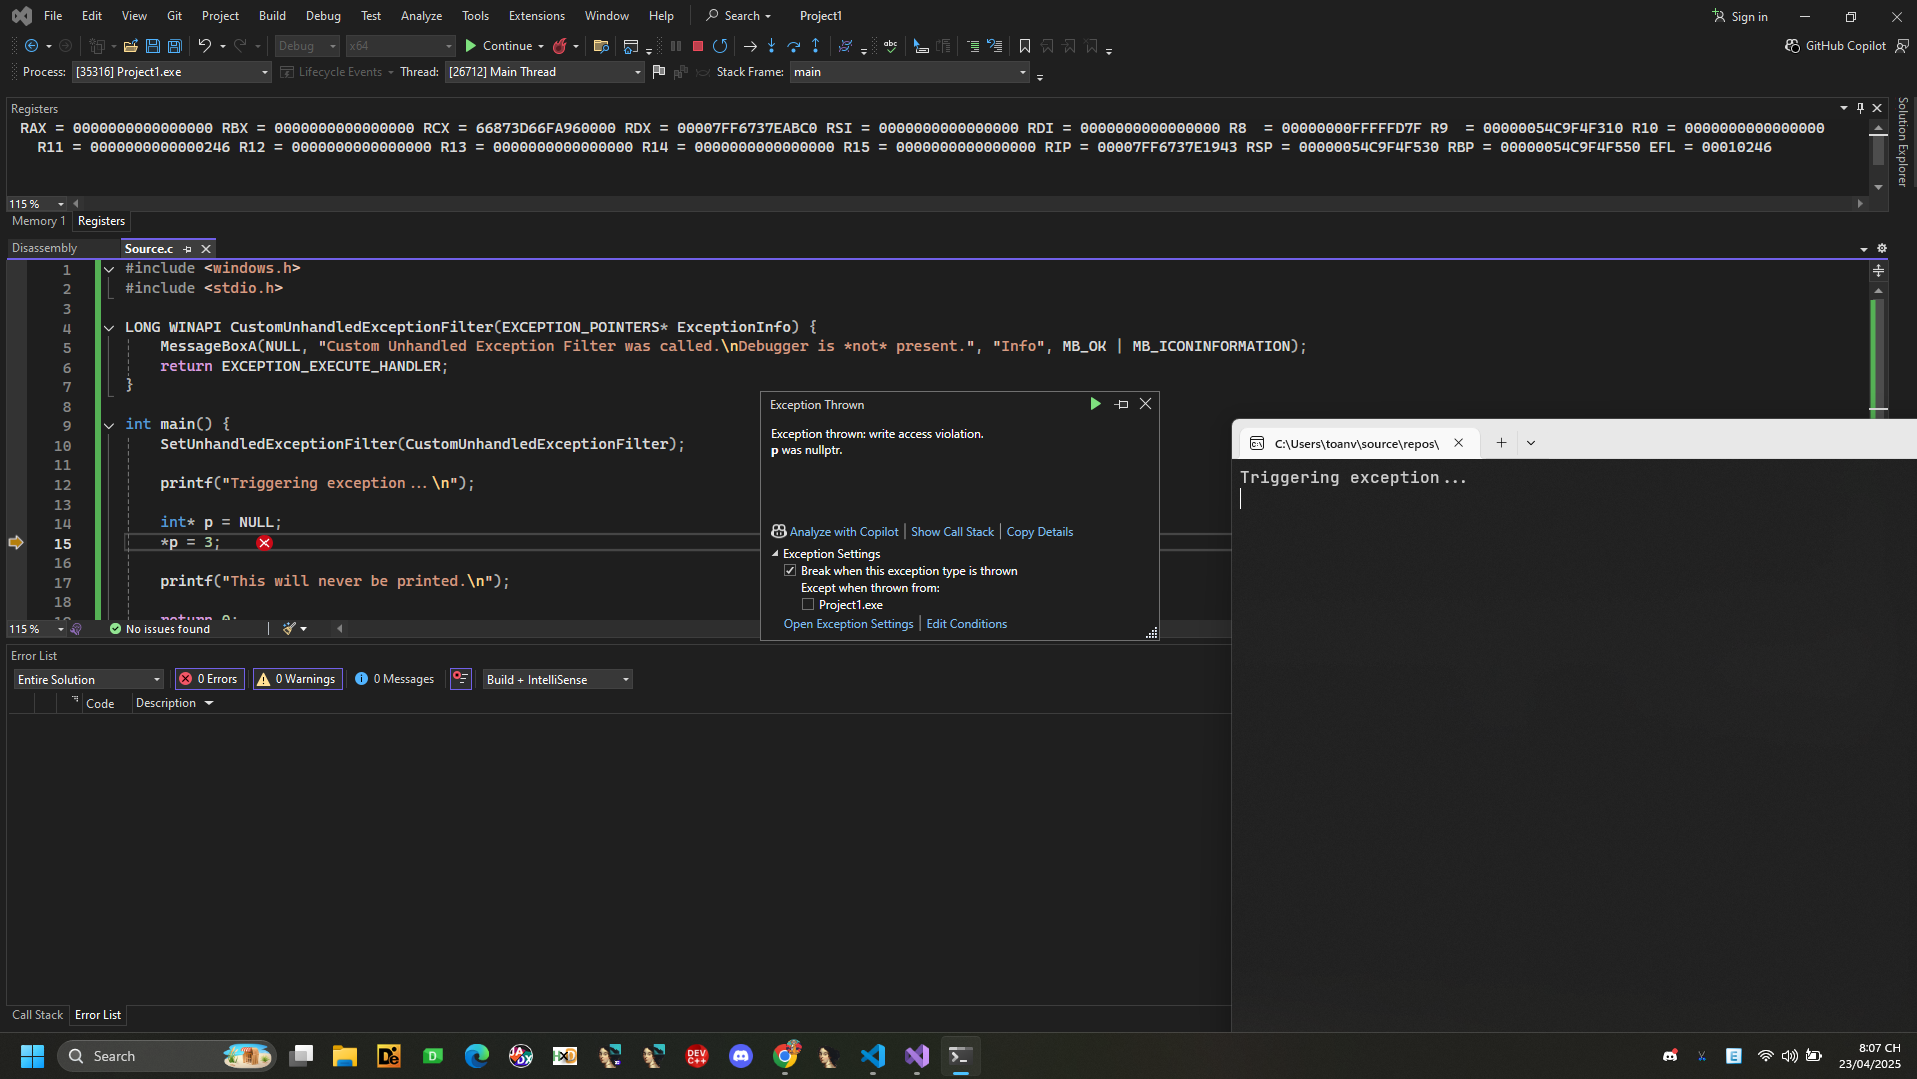 File Edit View Git Project Build Debug Test Analyze Tools Extensions Window Help Search Project1 Sign in
Debug x64 Continue abc GitHub Copilot
Process: [35316] Project1.exe Lifecycle Events Thread: [26712] Main Thread Stack Frame: main
Solution Explorer
Registers
RAX = 0000000000000000 RBX = 0000000000000000 RCX = 66873D66FA960000 RDX = 00007FF6737EABC0 RSI = 0000000000000000 RDI = 0000000000000000 R8 = 00000000FFFFFD7F R9 = 00000054C9F4F310 R10 = 0000000000000000
R11 = 0000000000000246 R12 = 0000000000000000 R13 = 0000000000000000 R14 = 0000000000000000 R15 = 0000000000000000 RIP = 00007FF6737E1943 RSP = 00000054C9F4F530 RBP = 00000054C9F4F550 EFL = 00010246
115 %
Memory 1 Registers
Disassembly Source.c
1 #include <windows.h>
2 #include <stdio.h>
3
4 LONG WINAPI CustomUnhandledExceptionFilter(EXCEPTION_POINTERS* ExceptionInfo) {
5 MessageBoxA(NULL, "Custom Unhandled Exception Filter was called.\nDebugger is *not* present.", "Info", MB_OK | MB_ICONINFORMATION);
6 return EXCEPTION_EXECUTE_HANDLER;
7 }
8
9 int main() {
10 SetUnhandledExceptionFilter(CustomUnhandledExceptionFilter);
11
12 printf("Triggering exception...\n");
13
14 int* p = NULL;
15 *p = 3;
16
17 printf("This will never be printed.\n");
18
19 return 0;
115 % No issues found
Exception Thrown
Exception thrown: write access violation.
p was nullptr.
Analyze with Copilot | Show Call Stack | Copy Details
Exception Settings
Break when this exception type is thrown
Except when thrown from:
Project1.exe
Open Exception Settings | Edit Conditions
C:\Users\toanv\source\repos\
Triggering exception...
Error List
Entire Solution 0 Errors 0 Warnings 0 Messages Build + IntelliSense
Code Description
Call Stack Error List
Search
De
D
JADX
HXD
DEV C++
E
8:07 CH
23/04/2025